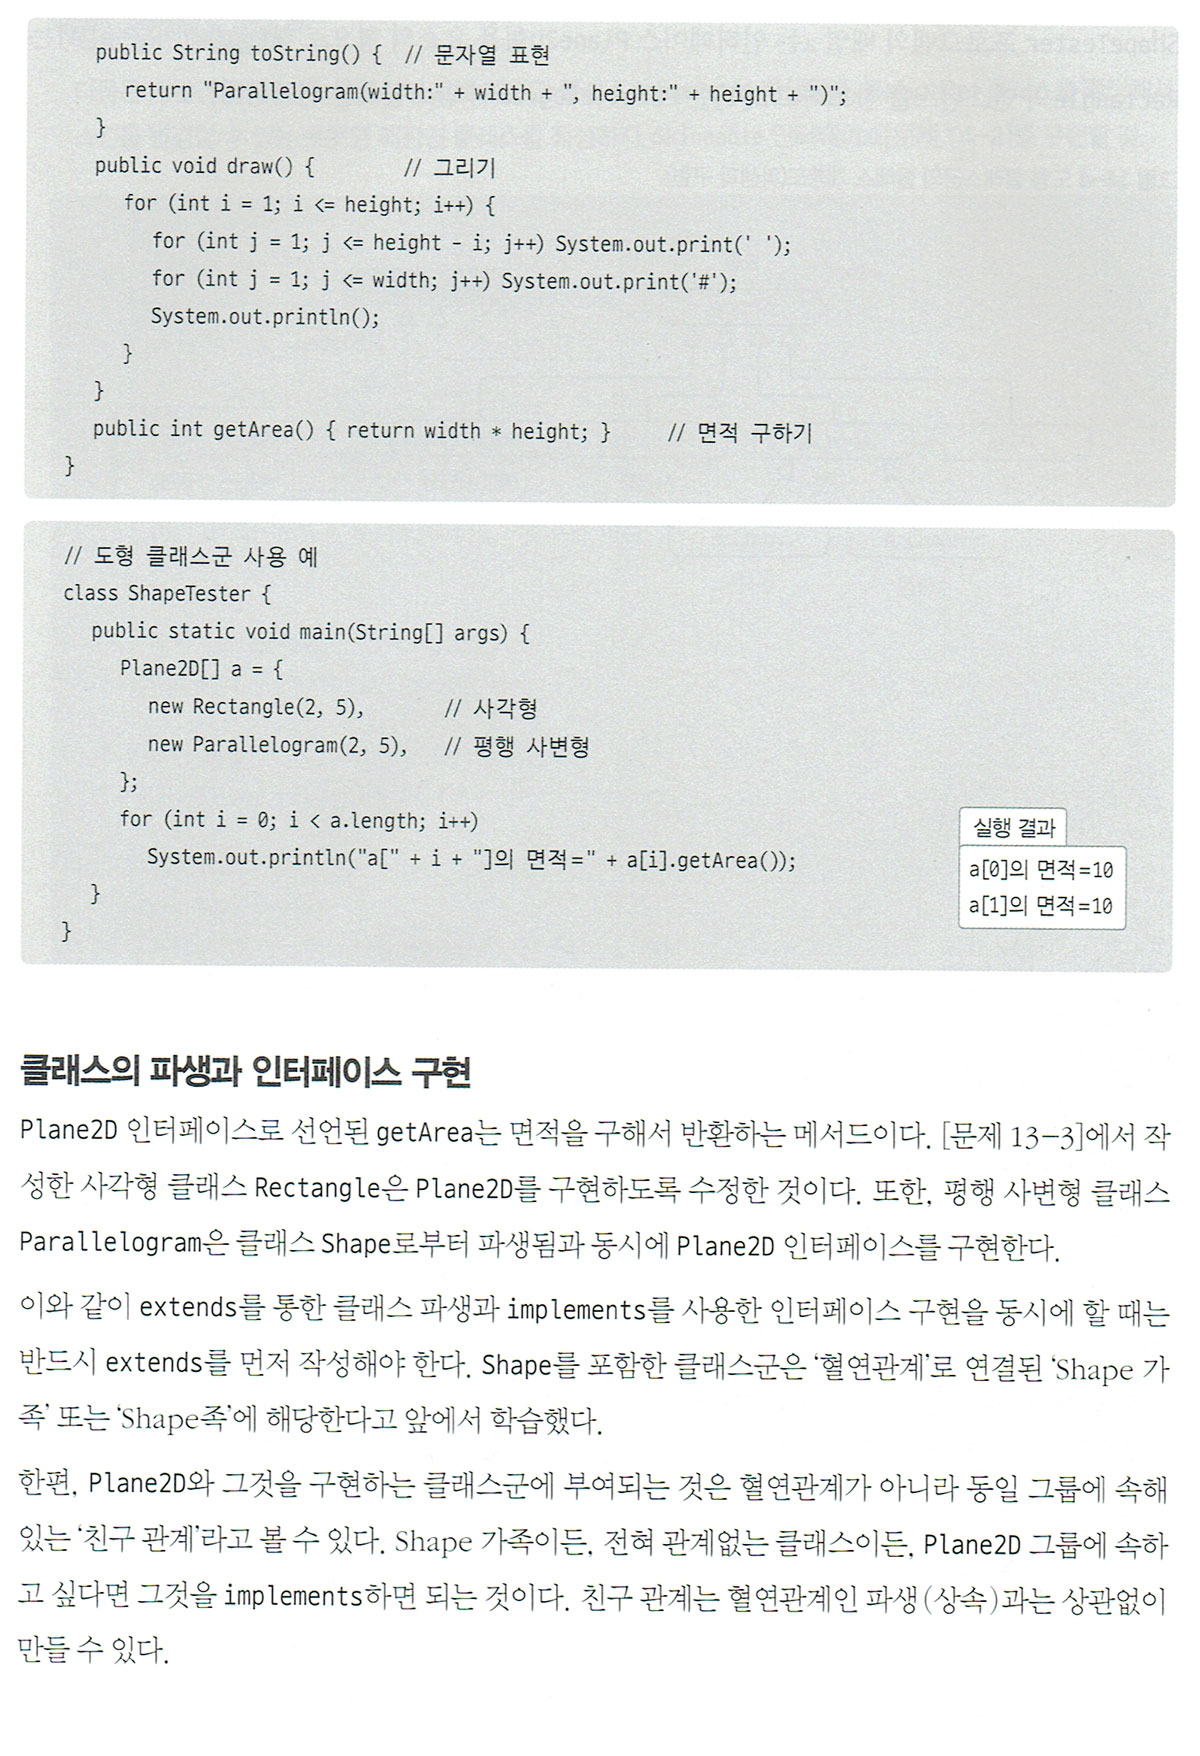 public String toString() {  // 문자열 표현
return "Parallelogram(width:" + width + ", height:" + height + ")";
}
public void draw() {  // 그리기
for (int i = 1; i <= height; i++) {
for (int j = 1; j <= height - i; j++) System.out.print(' ');
for (int j = 1; j <= width; j++) System.out.print('#');
System.out.println();
}
}
public int getArea() { return width * height; }  // 면적 구하기
}
// 도형 클래스군 사용 예
class ShapeTester {
public static void main(String[] args) {
Plane2D[] a = {
new Rectangle(2, 5),  // 사각형
new Parallelogram(2, 5),  // 평행 사변형
};
for (int i = 0; i < a.length; i++)
System.out.println("a[" + i + "]의 면적=" + a[i].getArea());
}
}
실행 결과
a[0]의 면적=10
a[1]의 면적=10
클래스의 파생과 인터페이스 구현
Plane2D 인터페이스로 선언된 getArea는 면적을 구해서 반환하는 메서드이다. [문제 13-3]에서 작
성한 사각형 클래스 Rectangle은 Plane2D를 구현하도록 수정한 것이다. 또한, 평행 사변형 클래스
Parallelogram은 클래스 Shape로부터 파생됨과 동시에 Plane2D 인터페이스를 구현한다.
이와 같이 extends를 통한 클래스 파생과 implements를 사용한 인터페이스 구현을 동시에 할 때는
반드시 extends를 먼저 작성해야 한다. Shape를 포함한 클래스군은 ‘혈연관계’로 연결된 ‘Shape 가
족’ 또는 ‘Shape족’에 해당한다고 앞에서 학습했다.
한편, Plane2D와 그것을 구현하는 클래스군에 부여되는 것은 혈연관계가 아니라 동일 그룹에 속해
있는 ‘친구 관계’라고 볼 수 있다. Shape 가족이든, 전혀 관계없는 클래스이든, Plane2D 그룹에 속하
고 싶다면 그것을 implements하면 되는 것이다. 친구 관계는 혈연관계인 파생(상속)과는 상관없이
만들 수 있다.